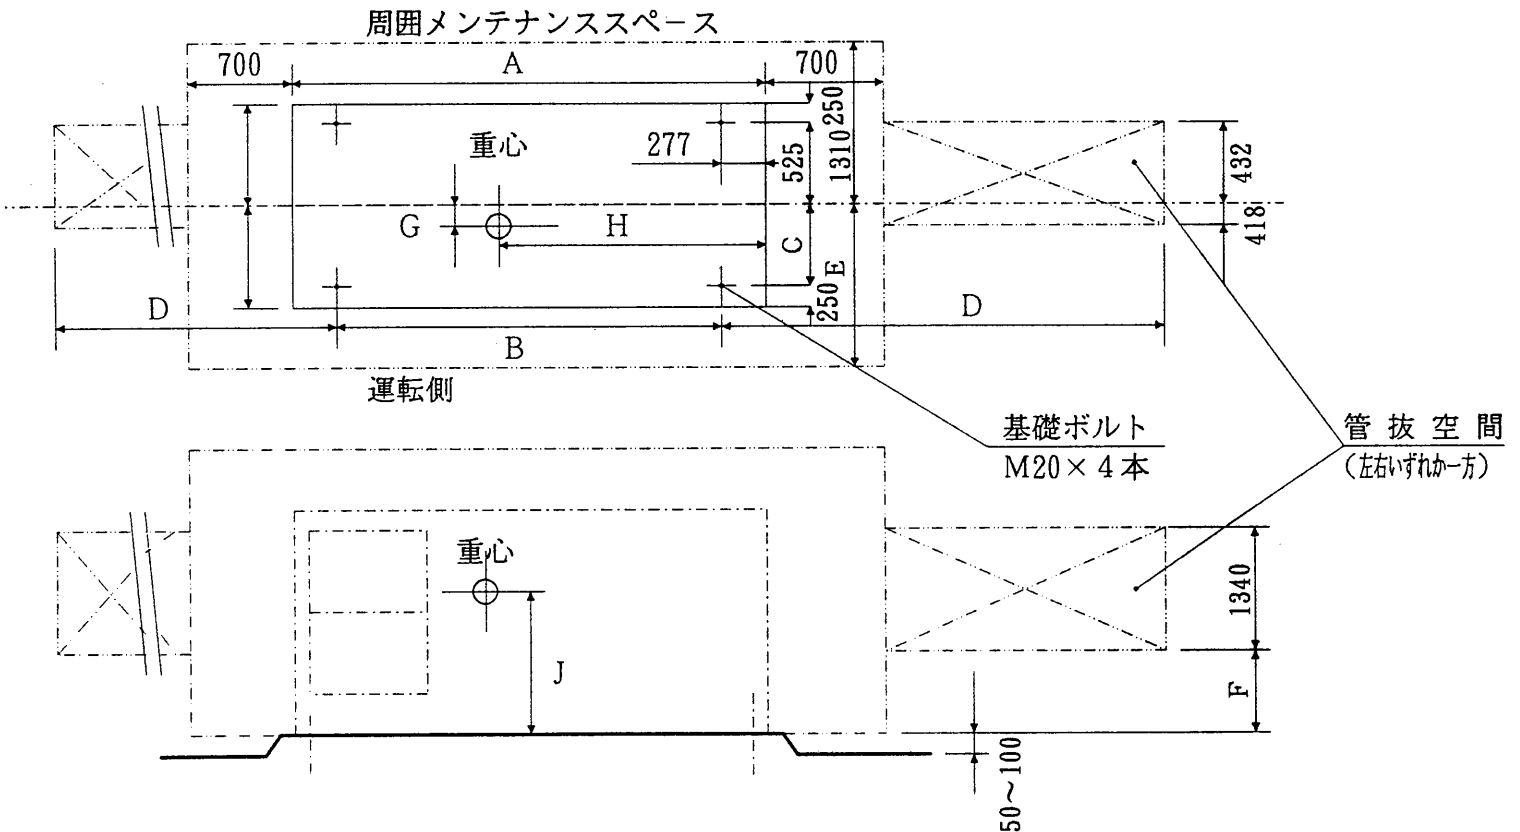 周囲メンテナンススペース
700
A
700
250
重心
277
525
1310
432
G
H
C
E
418
D
250
D
B
運転側
基礎ボルト
M20×4本
管抜空間
(左右いずれか一方)
重心
1340
J
F
50~100